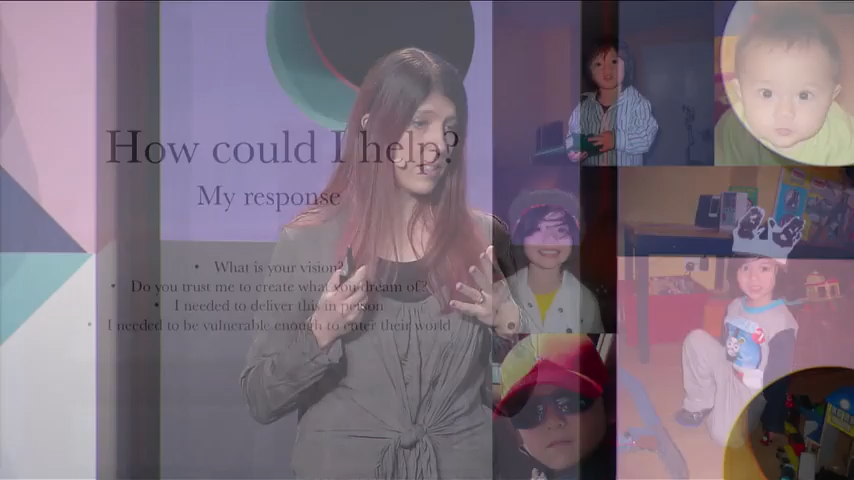 How could I help?
My response
• What is your vision?
• Do you trust me to create what you dream of?
• I needed to deliver this in person
• I needed to be vulnerable enough to enter their world